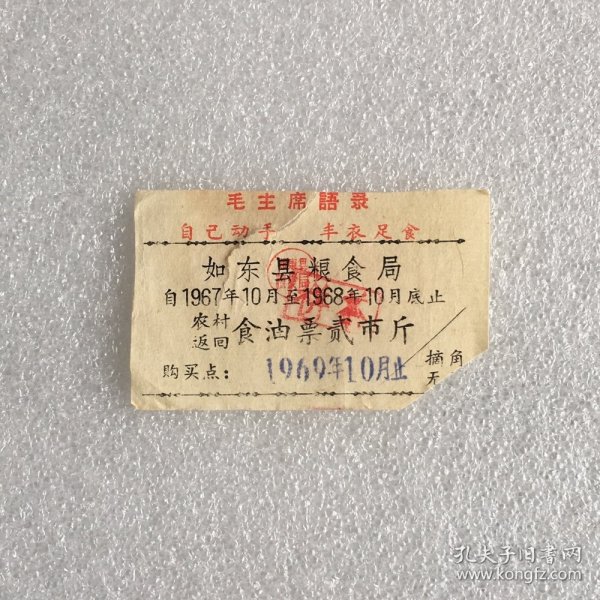 毛主席語录
自己动手 丰衣足食
如东县粮食局
自1967年10月至1968年10月底止
农村返回 食油票贰市斤
购买点： 1969年10月止
摘角
无
孔夫子旧书网
www.kongfz.com